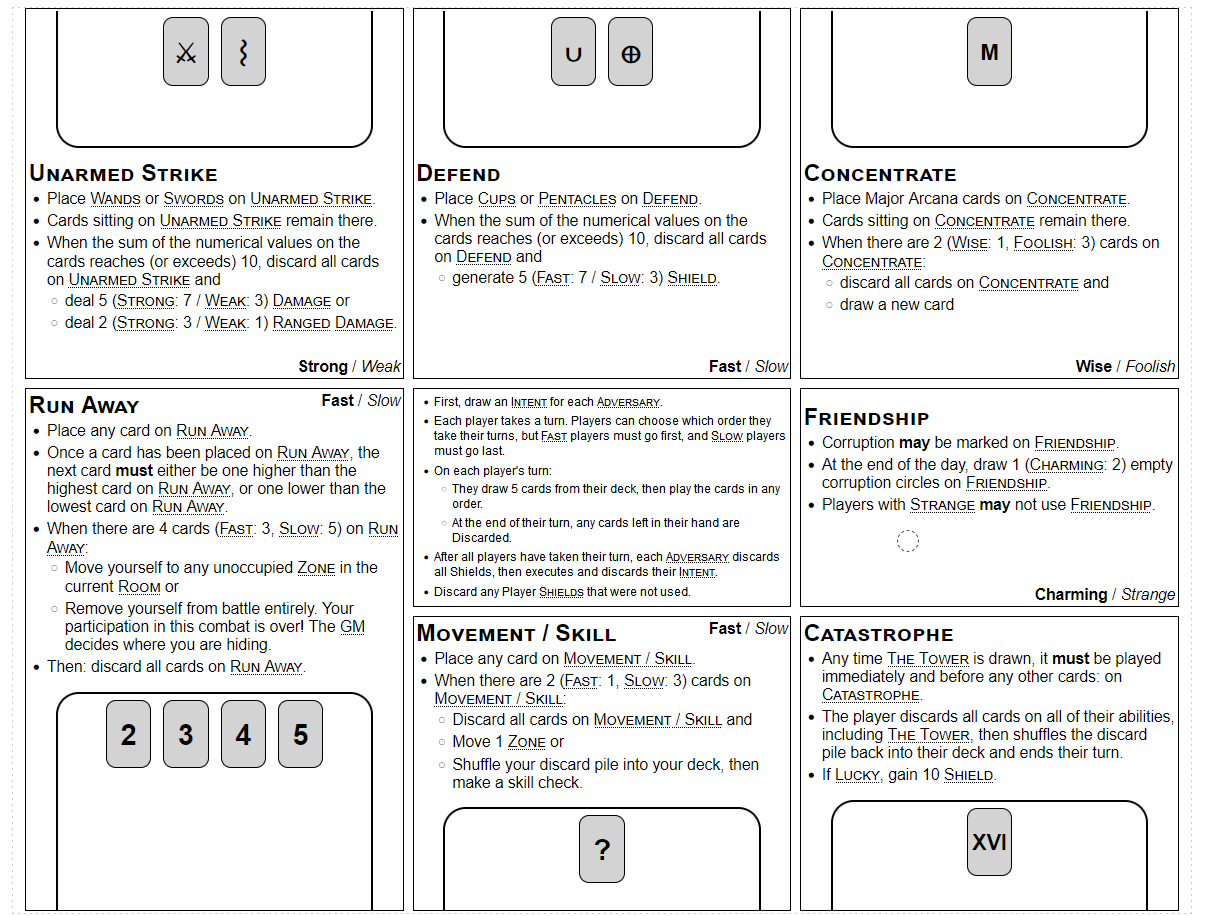 ⚔ ⌇
UNARMED STRIKE
• Place WANDS or SWORDS on UNARMED STRIKE.
• Cards sitting on UNARMED STRIKE remain there.
• When the sum of the numerical values on the
cards reaches (or exceeds) 10, discard all cards
on UNARMED STRIKE and
○ deal 5 (STRONG: 7 / WEAK: 3) DAMAGE or
○ deal 2 (STRONG: 3 / WEAK: 1) RANGED DAMAGE.
Strong / Weak
∪ ⊕
DEFEND
• Place CUPS or PENTACLES on DEFEND.
• When the sum of the numerical values on the
cards reaches (or exceeds) 10, discard all cards
on DEFEND and
○ generate 5 (FAST: 7 / SLOW: 3) SHIELD.
Fast / Slow
M
CONCENTRATE
• Place Major Arcana cards on CONCENTRATE.
• Cards sitting on CONCENTRATE remain there.
• When there are 2 (WISE: 1, FOOLISH: 3) cards on
CONCENTRATE:
○ discard all cards on CONCENTRATE and
○ draw a new card
Wise / Foolish
RUN AWAY
Fast / Slow
• Place any card on RUN AWAY.
• Once a card has been placed on RUN AWAY, the
next card must either be one higher than the
highest card on RUN AWAY, or one lower than the
lowest card on RUN AWAY.
• When there are 4 cards (FAST: 3, SLOW: 5) on RUN
AWAY:
○ Move yourself to any unoccupied ZONE in the
current ROOM or
○ Remove yourself from battle entirely. Your
participation in this combat is over! The GM
decides where you are hiding.
• Then: discard all cards on RUN AWAY.
2 3 4 5
• First, draw an INTENT for each ADVERSARY.
• Each player takes a turn. Players can choose which order they
take their turns, but FAST players must go first, and SLOW players
must go last.
• On each player's turn:
○ They draw 5 cards from their deck, then play the cards in any
order.
○ At the end of their turn, any cards left in their hand are
Discarded.
• After all players have taken their turn, each ADVERSARY discards
all Shields, then executes and discards their INTENT.
• Discard any Player SHIELDS that were not used.
FRIENDSHIP
• Corruption may be marked on FRIENDSHIP.
• At the end of the day, draw 1 (CHARMING: 2) empty
corruption circles on FRIENDSHIP.
• Players with STRANGE may not use FRIENDSHIP.
Charming / Strange
MOVEMENT / SKILL
Fast / Slow
• Place any card on MOVEMENT / SKILL.
• When there are 2 (FAST: 1, SLOW: 3) cards on
MOVEMENT / SKILL:
○ Discard all cards on MOVEMENT / SKILL and
○ Move 1 ZONE or
○ Shuffle your discard pile into your deck, then
make a skill check.
?
CATASTROPHE
• Any time THE TOWER is drawn, it must be played
immediately and before any other cards: on
CATASTROPHE.
• The player discards all cards on all of their abilities,
including THE TOWER, then shuffles the discard
pile back into their deck and ends their turn.
• If LUCKY, gain 10 SHIELD.
XVI